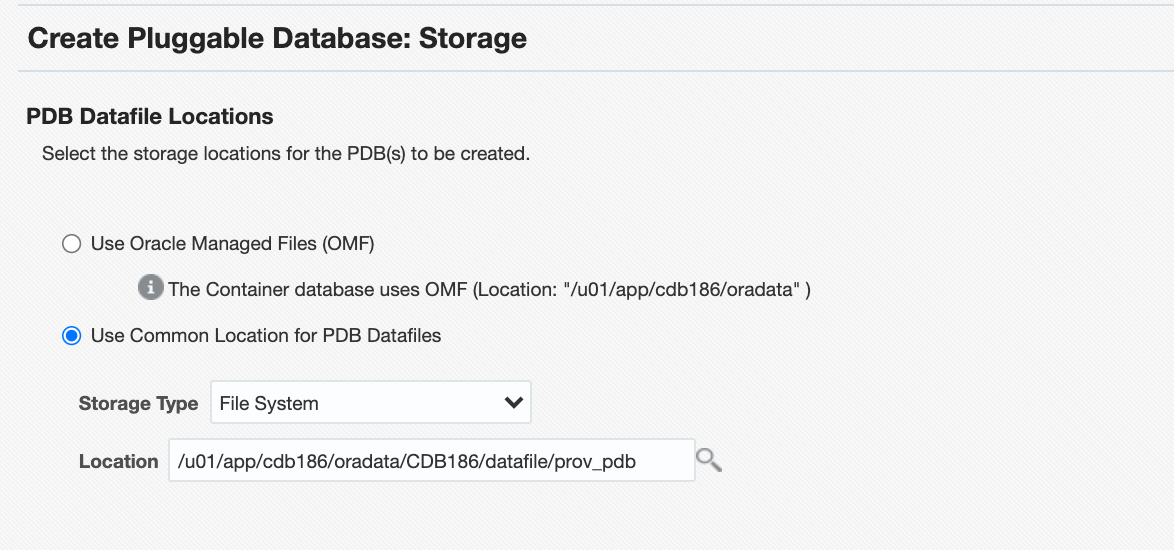 Create Pluggable Database: Storage
PDB Datafile Locations
Select the storage locations for the PDB(s) to be created.
Use Oracle Managed Files (OMF)
The Container database uses OMF (Location: "/u01/app/cdb186/oradata" )
Use Common Location for PDB Datafiles
Storage Type File System
Location /u01/app/cdb186/oradata/CDB186/datafile/prov_pdb